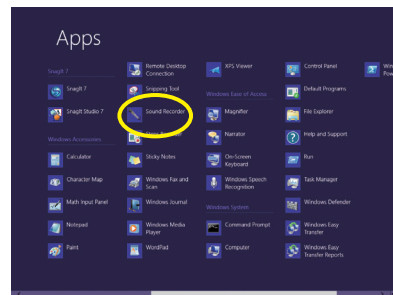 Apps
SnagIt 7
SnagIt 7
SnagIt Studio 7
Windows Accessories
Calculator
Character Map
Math Input Panel
Notepad
Paint
Remote Desktop
Connection
Snipping Tool
Sound Recorder
Sticky Notes
Windows Fax and
Scan
Windows Journal
Windows Media
Player
WordPad
XPS Viewer
Windows Ease of Access
Magnifier
Narrator
On-Screen
Keyboard
Windows Speech
Recognition
Windows System
Command Prompt
Computer
Control Panel
Default Programs
File Explorer
Help and Support
Run
Task Manager
Windows Defender
Windows Easy
Transfer
Windows Easy
Transfer Reports